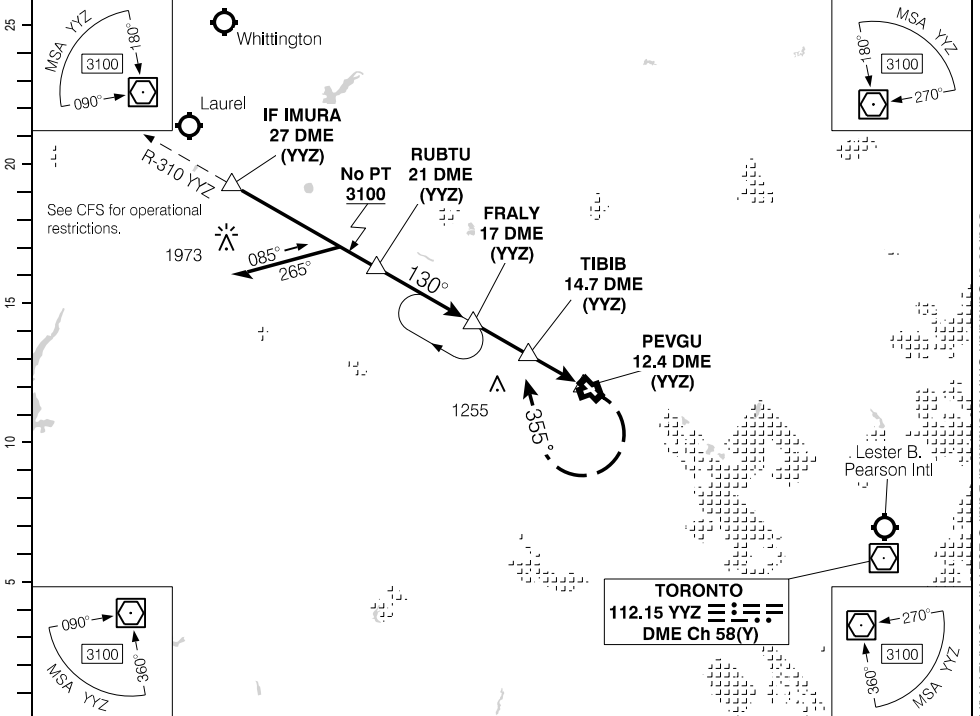 25
20
15
10
5
MSA YYZ
180°
3100
090°
MSA YYZ
180°
3100
270°
Whittington
Laurel
R-310 YYZ
IF IMURA
27 DME
(YYZ)
No PT
3100
RUBTU
21 DME
(YYZ)
FRALY
17 DME
(YYZ)
TIBIB
14.7 DME
(YYZ)
PEVGU
12.4 DME
(YYZ)
See CFS for operational
restrictions.
1973
085°
265°
130°
1255
355°
Lester B.
Pearson Intl
TORONTO
112.15 YYZ
DME Ch 58(Y)
090°
3100
360°
MSA YYZ
270°
3100
360°
MSA YYZ